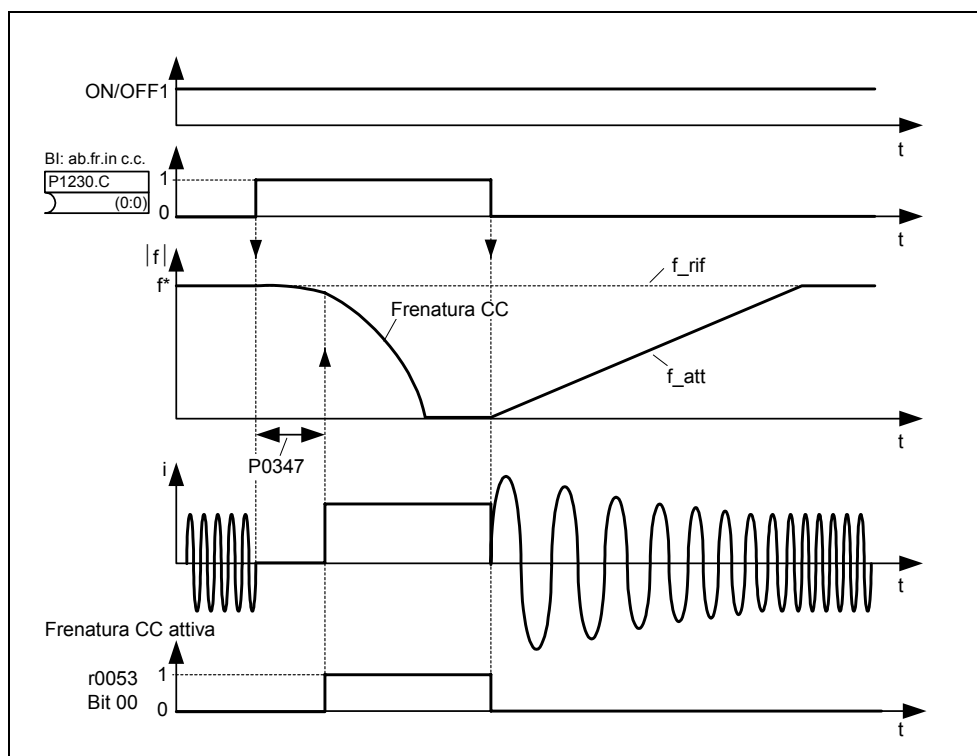 ON/OFF1
t
BI: ab.fr.in c.c.
P1230.C
(0:0)
1
0
t
|f|
f*
f_rif
Frenatura CC
f_att
t
P0347
i
t
Frenatura CC attiva
r0053
Bit 00
1
0
t